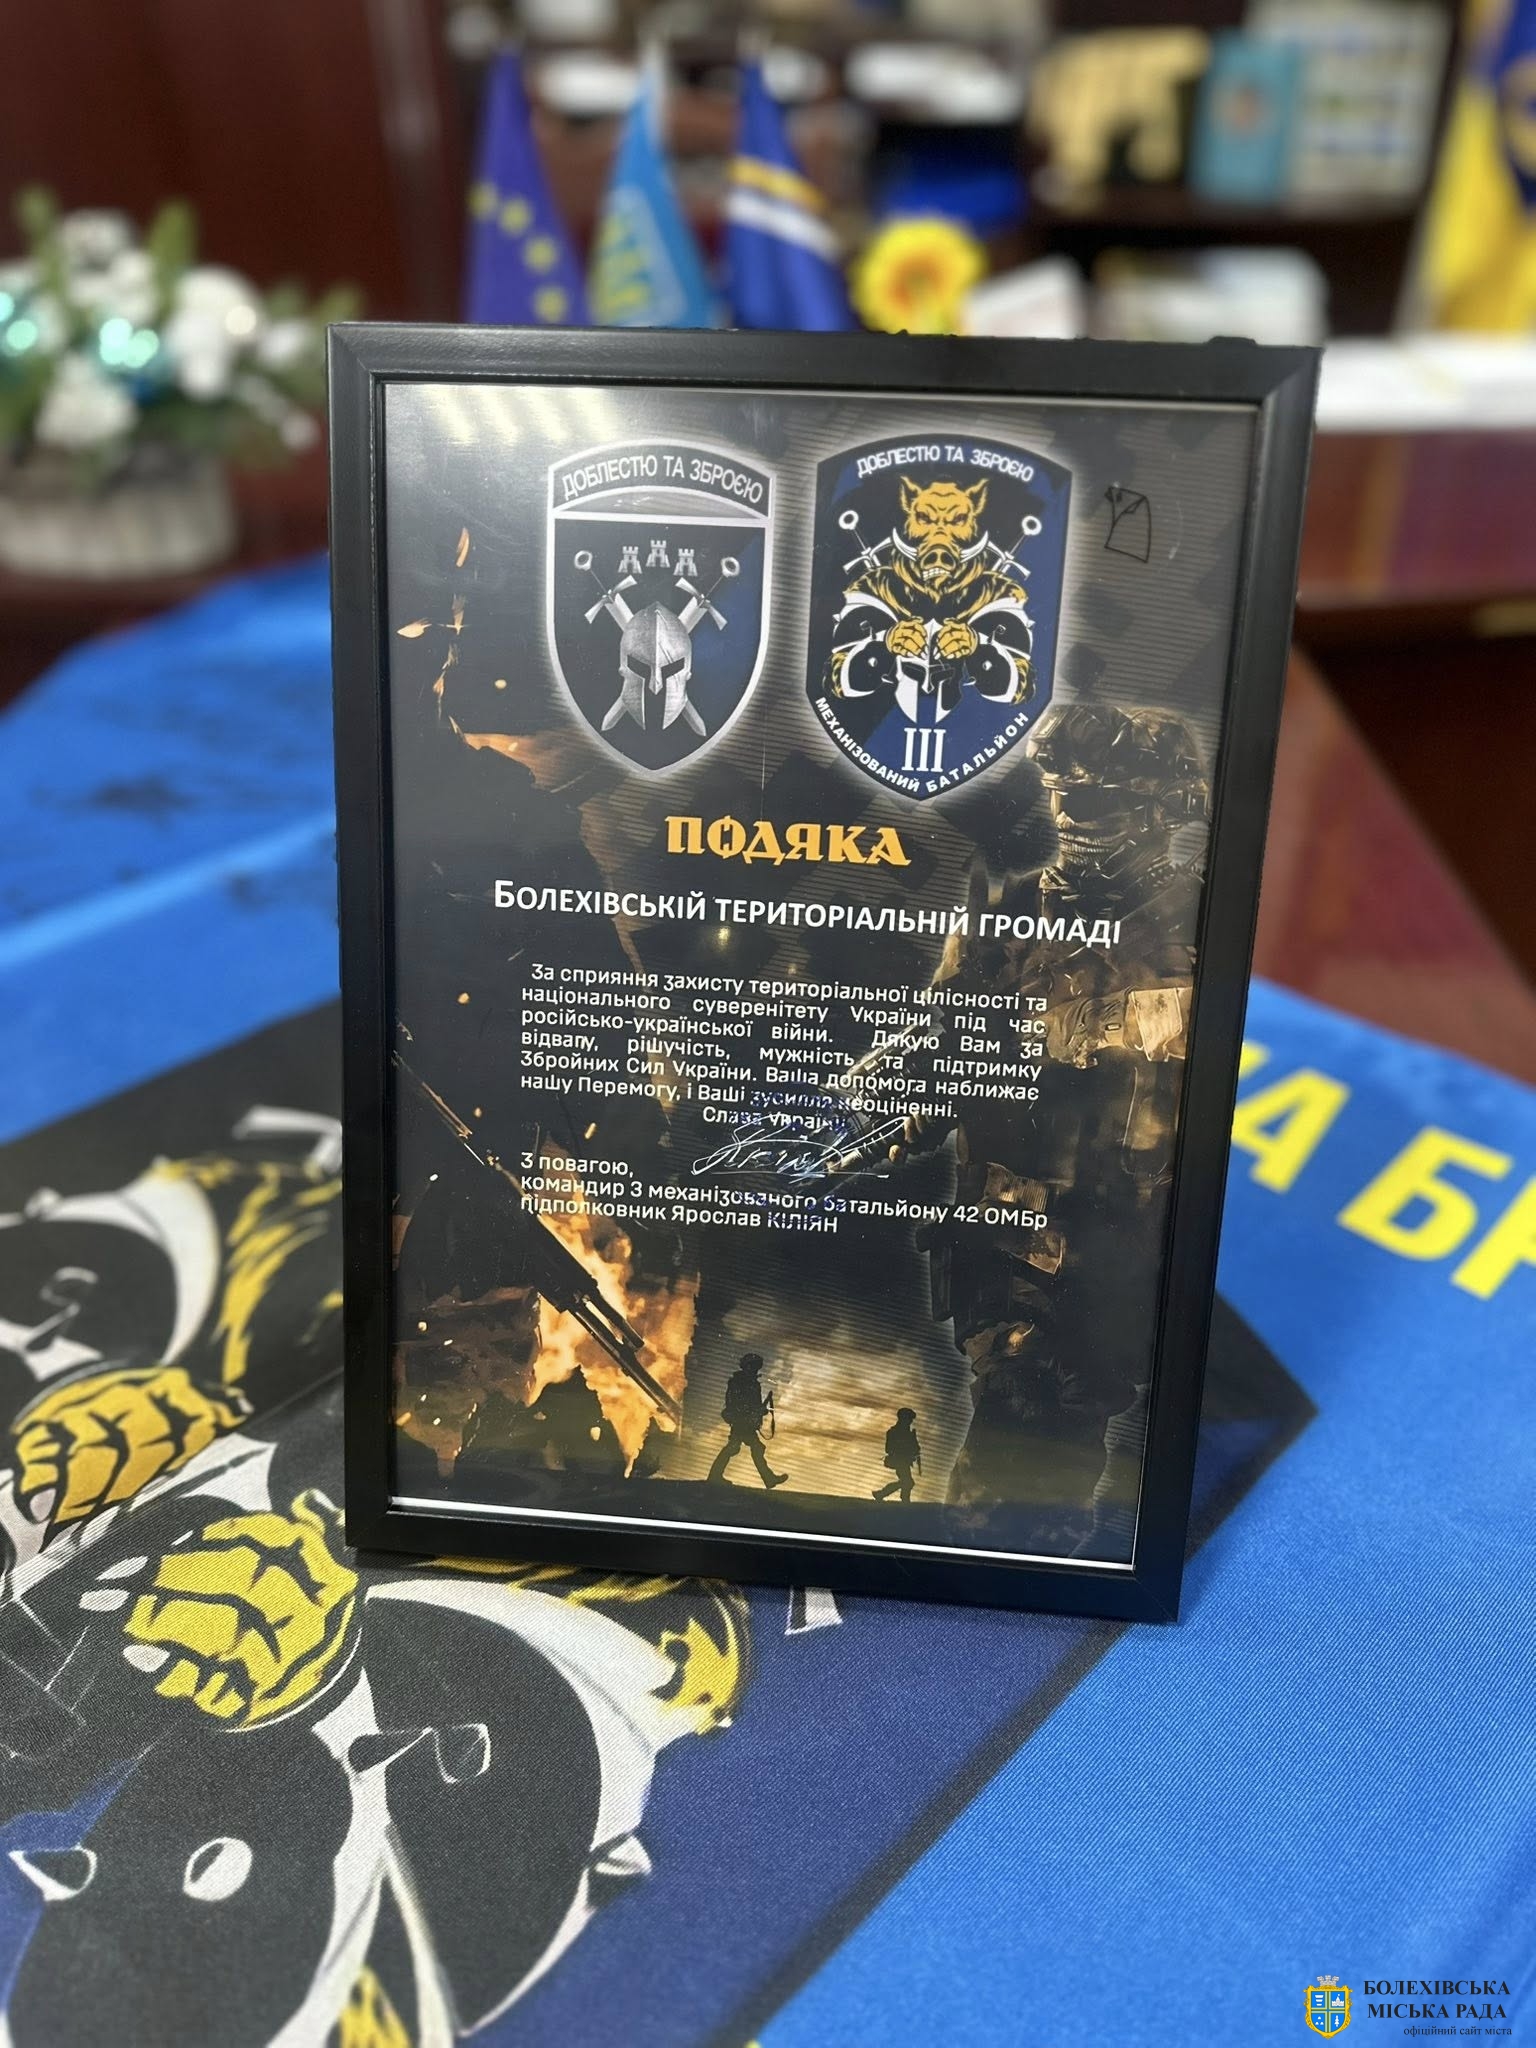 ДОБЛЕСТЮ ТА ЗБРОЄЮ
ДОБЛЕСТЮ ТА ЗБРОЄЮ
III
МЕХАНІЗОВАНИЙ БАТАЛЬЙОН
ПОДЯКА
БОЛЕХІВСЬКІЙ ТЕРИТОРІАЛЬНІЙ ГРОМАДІ
За сприяння захисту територіальної цілісності та
національного суверенітету України під час
російсько-української війни. Дякую Вам за
відвагу, рішучість, мужність та підтримку
Збройних Сил України. Ваша допомога наближає
нашу Перемогу, і Ваші зусилля неоціненні.
Слава Україні
З повагою,
командир 3 механізованого батальйону 42 ОМБр
підполковник Ярослав КІЛІЯН
А БР
БОЛЕХІВСЬКА
МІСЬКА РАДА
офіційний сайт міста